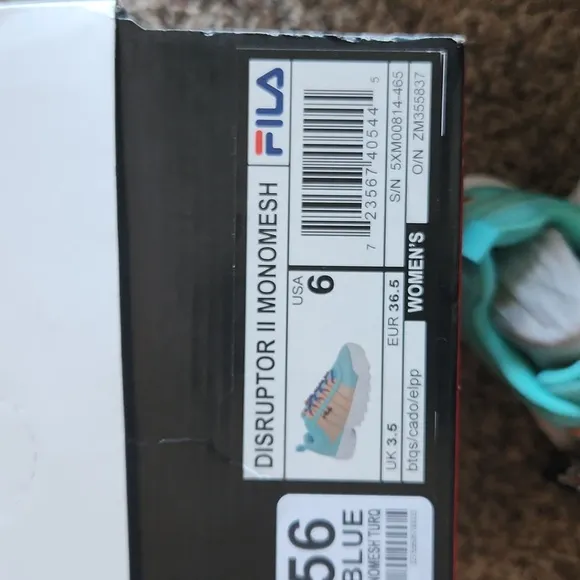 DISRUPTOR II MONOMESH
FILA
USA
6
7 23567 40544 5
UK 3.5
EUR 36.5
S/N 5XM00814-465
btqs/cado/elpp
WOMEN'S
O/N ZM355837
56
BLUE
NOMESH TURQ